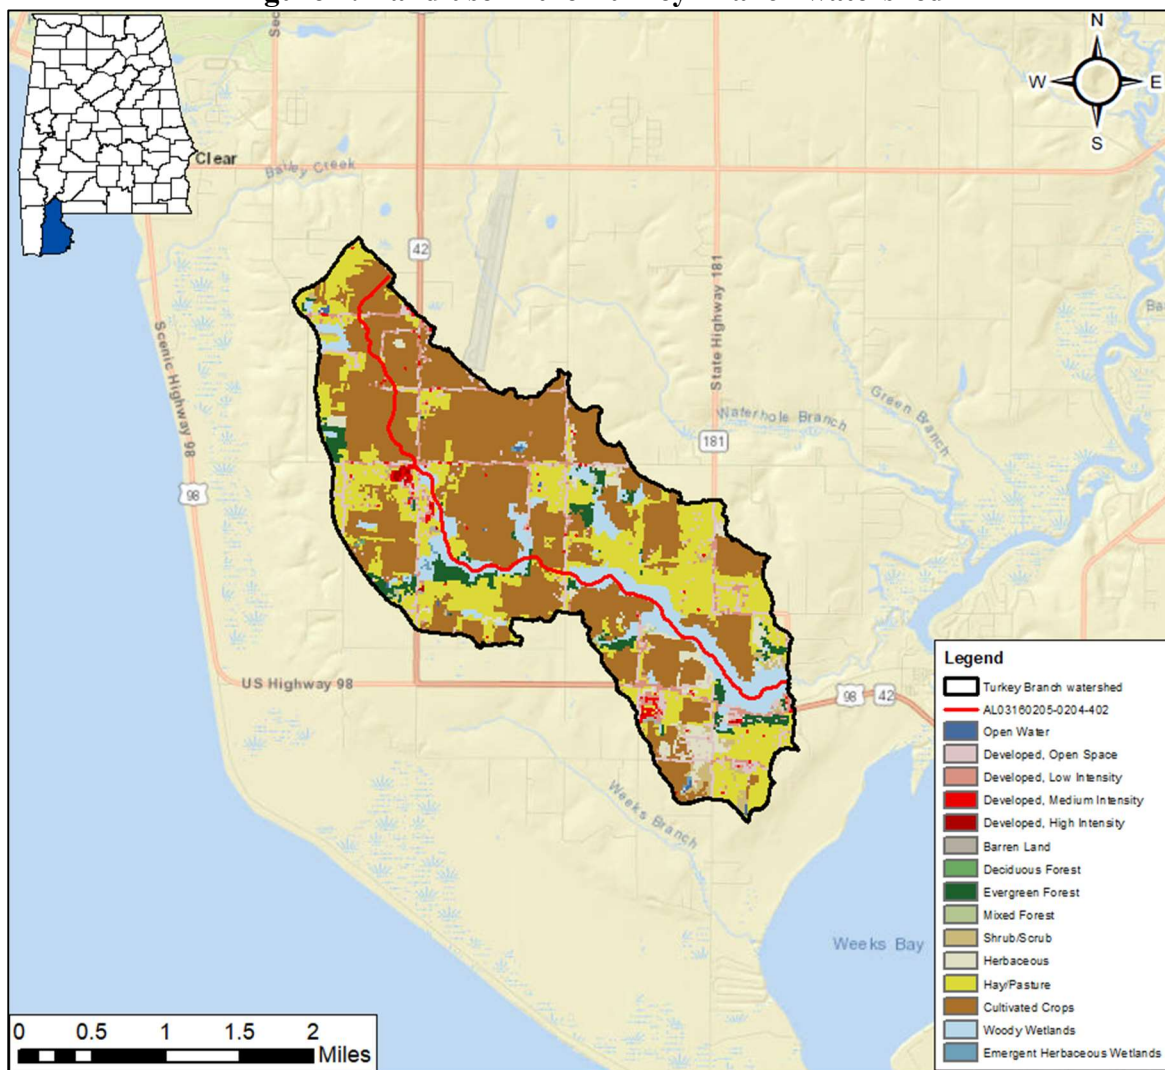 N
W E
S
Clear
Bailey Creek
42
Scenic Highway 98
State Highway 181
Green Branch
Waterhole Branch
181
98
US Highway 98
98 42
Weeks Branch
Weeks Bay
Legend
Turkey Branch watershed
AL03160205-0204-402
Open Water
Developed, Open Space
Developed, Low Intensity
Developed, Medium Intensity
Developed, High Intensity
Barren Land
Deciduous Forest
Evergreen Forest
Mixed Forest
Shrub/Scrub
Herbaceous
Hay/Pasture
Cultivated Crops
Woody Wetlands
Emergent Herbaceous Wetlands
0 0.5 1 1.5 2
Miles